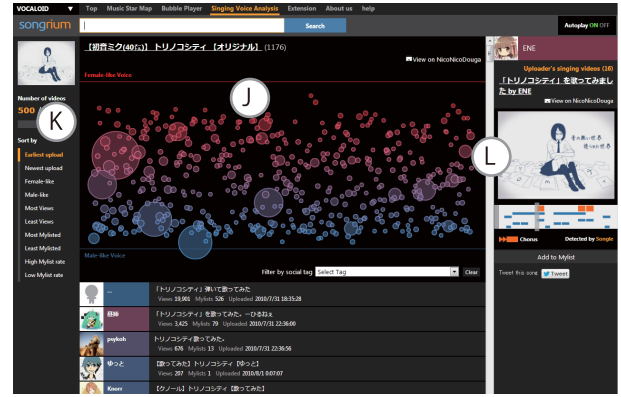 VOCALOID ▼ Top Music Star Map Bubble Player Singing Voice Analysis Extension About us help
songrium Search Autoplay ON OFF
【初音ミク(40㍍)】 トリノシティ 【オリジナル】 (1176)
View on NicoNicoDouga
Female-like Voice
J
Number of videos
500
K
Sort by
Earliest upload
Newest upload
Female-like
Male-like
Most Views
Least Views
Most Mylisted
Least Mylisted
High Mylist rate
Low Mylist rate
Male-like Voice
Filter by social tag Select Tag Clear
...
「トリノシティ」弾いて歌ってみた
Views 19,901 Mylists 526 Uploaded 2010/7/31 18:35:28
「トリノシティ」を歌ってみた。ーひるねぇ
Views 3,425 Mylists 79 Uploaded 2010/7/31 22:36:00
psykoh
トリノシティ歌ってみた。
Views 676 Mylists 13 Uploaded 2010/7/31 22:36:56
ゆっと
【歌ってみた】トリノシティ【ゆっと】
Views 207 Mylists 1 Uploaded 2010/8/1 0:07:07
Knorr
【クノール】トリノシティ【歌ってみた】
ENE
Uploader's singing videos (16)
「トリノシティ」を歌ってみまし
た by ENE
View on NicoNicoDouga
L
Chorus Detected by Songle
Add to Mylist
Tweet this song Tweet